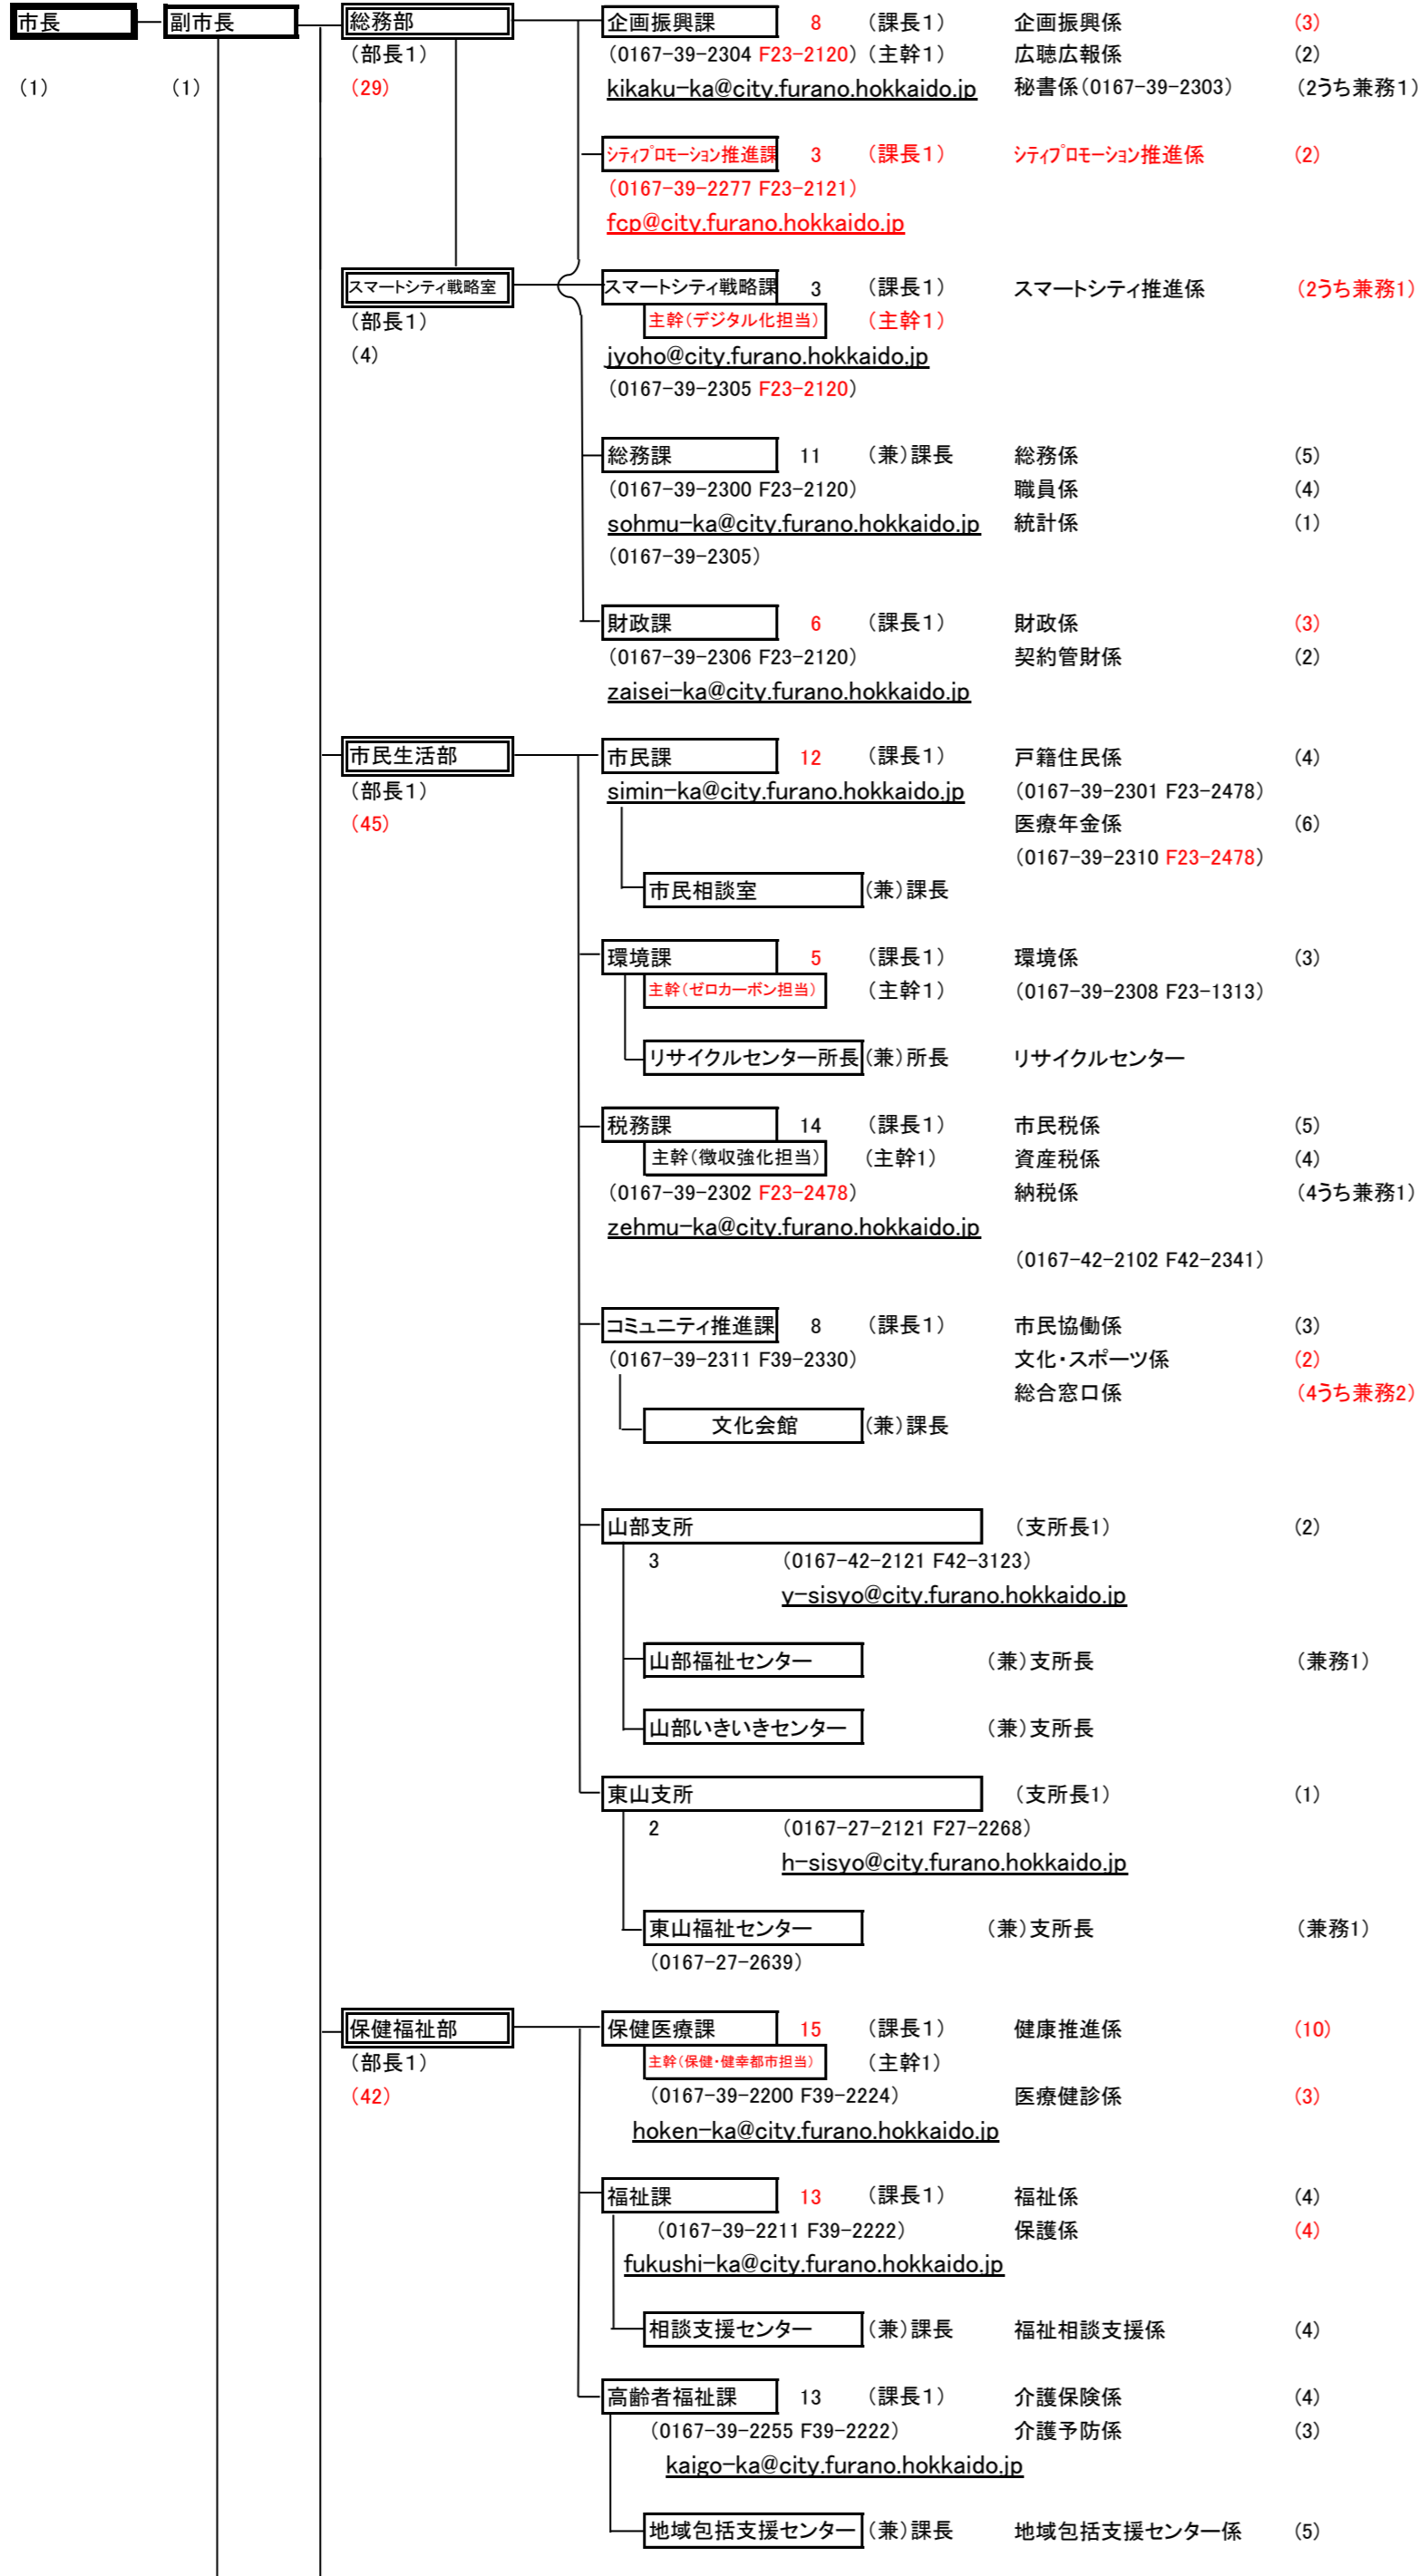 市長 副市長 総務部 企画振興課 8 （課長1） 企画振興係 (3)
（部長1） （0167-39-2304 F23-2120） （主幹1） 広聴広報係 (2)
（1） （1） （29） kikaku-ka@city.furano.hokkaido.jp 秘書係（0167-39-2303） （2うち兼務1）
シティプロモーション推進課 3 （課長1） シティプロモーション推進係 (2)
（0167-39-2277 F23-2121）
fcp@city.furano.hokkaido.jp
スマートシティ戦略室 スマートシティ戦略課 3 （課長1） スマートシティ推進係 （2うち兼務1）
（部長1） 主幹（デジタル化担当） （主幹1）
（4） jyoho@city.furano.hokkaido.jp
（0167-39-2305 F23-2120）
総務課 11 （兼）課長 総務係 (5)
（0167-39-2300 F23-2120） 職員係 (4)
sohmu-ka@city.furano.hokkaido.jp 統計係 (1)
（0167-39-2305）
財政課 6 （課長1） 財政係 (3)
（0167-39-2306 F23-2120） 契約管財係 (2)
zaisei-ka@city.furano.hokkaido.jp
市民生活部 市民課 12 （課長1） 戸籍住民係 (4)
（部長1） simin-ka@city.furano.hokkaido.jp （0167-39-2301 F23-2478）
（45） 医療年金係 (6)
（0167-39-2310 F23-2478）
市民相談室 （兼）課長
環境課 5 （課長1） 環境係 (3)
主幹（ゼロカーボン担当） （主幹1） （0167-39-2308 F23-1313）
リサイクルセンター所長 （兼）所長 リサイクルセンター
税務課 14 （課長1） 市民税係 (5)
主幹（徴収強化担当） （主幹1） 資産税係 (4)
（0167-39-2302 F23-2478） 納税係 （4うち兼務1）
zehmu-ka@city.furano.hokkaido.jp
（0167-42-2102 F42-2341）
コミュニティ推進課 8 （課長1） 市民協働係 (3)
（0167-39-2311 F39-2330） 文化・スポーツ係 (2)
総合窓口係 （4うち兼務2）
文化会館 （兼）課長
山部支所 （支所長1） (2)
3 （0167-42-2121 F42-3123）
y-sisyo@city.furano.hokkaido.jp
山部福祉センター （兼）支所長 （兼務1）
山部いきいきセンター （兼）支所長
東山支所 （支所長1） (1)
2 （0167-27-2121 F27-2268）
h-sisyo@city.furano.hokkaido.jp
東山福祉センター （兼）支所長 （兼務1）
（0167-27-2639）
保健福祉部 保健医療課 15 （課長1） 健康推進係 (10)
（部長1） 主幹（保健・健幸都市担当） （主幹1）
（42） （0167-39-2200 F39-2224） 医療健診係 (3)
hoken-ka@city.furano.hokkaido.jp
福祉課 13 （課長1） 福祉係 (4)
（0167-39-2211 F39-2222） 保護係 (4)
fukushi-ka@city.furano.hokkaido.jp
相談支援センター （兼）課長 福祉相談支援係 (4)
高齢者福祉課 13 （課長1） 介護保険係 (4)
（0167-39-2255 F39-2222） 介護予防係 (3)
kaigo-ka@city.furano.hokkaido.jp
地域包括支援センター （兼）課長 地域包括支援センター係 (5)